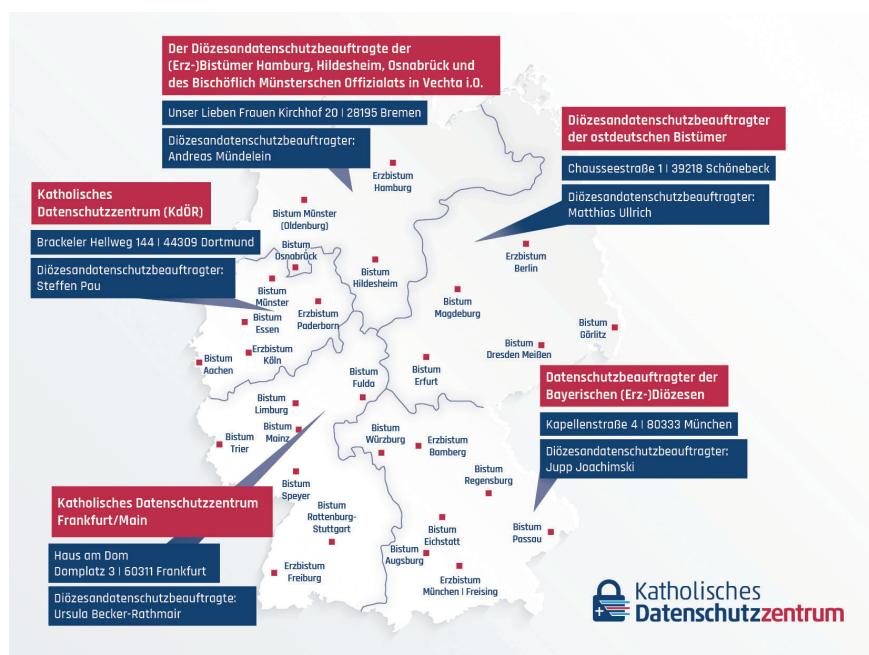 Der Diözesandatenschutzbeauftragte der
(Erz-)Bistümer Hamburg, Hildesheim, Osnabrück und
des Bischöflich Münsterschen Offizialats in Vechta i.O.
Unser Lieben Frauen Kirchhof 20 | 28195 Bremen
Diözesandatenschutzbeauftragter:
Andreas Mündelein
Diözesandatenschutzbeauftragter
der ostdeutschen Bistümer
Chausseestraße 1 | 39218 Schönebeck
Diözesandatenschutzbeauftragter:
Matthias Ullrich
Katholisches
Datenschutzzentrum (KdÖR)
Brackeler Hellweg 144 | 44309 Dortmund
Diözesandatenschutzbeauftragter:
Steffen Pau
Erzbistum
Hamburg
Bistum Münster
(Oldenburg)
Bistum
Osnabrück
Bistum
Hildesheim
Erzbistum
Berlin
Bistum
Münster
Erzbistum
Paderborn
Bistum
Magdeburg
Bistum
Essen
Bistum
Görlitz
Bistum
Aachen
Erzbistum
Köln
Bistum
Dresden Meißen
Bistum
Erfurt
Bistum
Fulda
Bistum
Limburg
Bistum
Mainz
Bistum
Trier
Bistum
Würzburg
Erzbistum
Bamberg
Bistum
Speyer
Bistum
Regensburg
Bistum
Rottenburg-
Stuttgart
Bistum
Eichstatt
Bistum
Passau
Bistum
Augsburg
Erzbistum
Freiburg
Erzbistum
München | Freising
Datenschutzbeauftragter der
Bayerischen (Erz-)Diözesen
Kapellenstraße 4 | 80333 München
Diözesandatenschutzbeauftragter:
Jupp Joachimski
Katholisches Datenschutzzentrum
Frankfurt/Main
Haus am Dom
Domplatz 3 | 60311 Frankfurt
Diözesandatenschutzbeauftragte:
Ursula Becker-Rathmair
Katholisches
Datenschutzzentrum